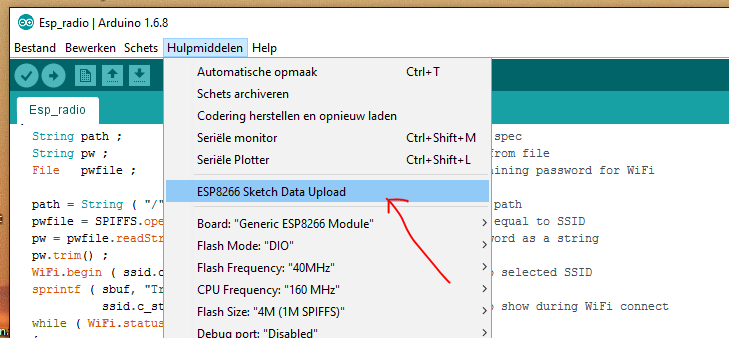 Esp_radio | Arduino 1.6.8
Bestand Bewerken Schets Hulpmiddelen Help
Automatische opmaak Ctrl+T
Schets archiveren
Esp_radio Codering herstellen en opnieuw laden
String path ; Seriële monitor Ctrl+Shift+M spec
String pw ; Seriële Plotter Ctrl+Shift+L from file
File pwfile ; ning password for WiFi
ESP8266 Sketch Data Upload
path = String ( "/" path
pwfile = SPIFFS.ope Board: "Generic ESP8266 Module" equal to SSID
pw = pwfile.readStr Flash Mode: "DIO" word as a string
pw.trim() ;
WiFi.begin ( ssid.c Flash Frequency: "40MHz" selected SSID
sprintf ( sbuf, "Tr CPU Frequency: "160 MHz"
ssid.c_st Flash Size: "4M (1M SPIFFS)" show during WiFi connect
while ( WiFi.status Debug port: "Disabled"